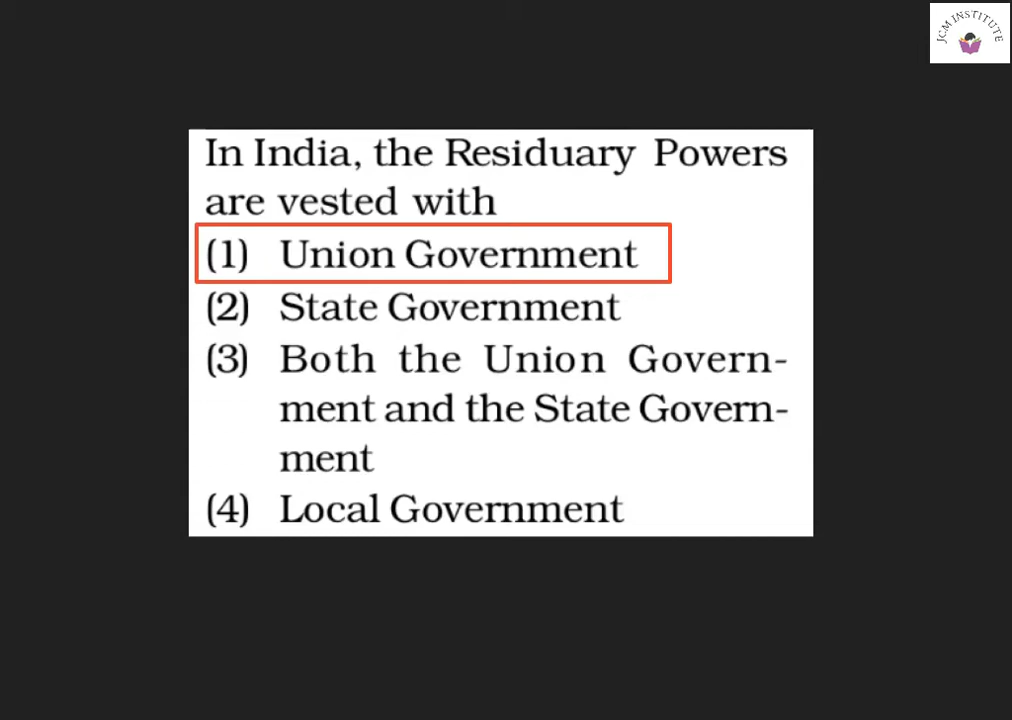 JCM INSTITUTE
In India, the Residuary Powers
are vested with
(1) Union Government
(2) State Government
(3) Both the Union Govern-
ment and the State Govern-
ment
(4) Local Government